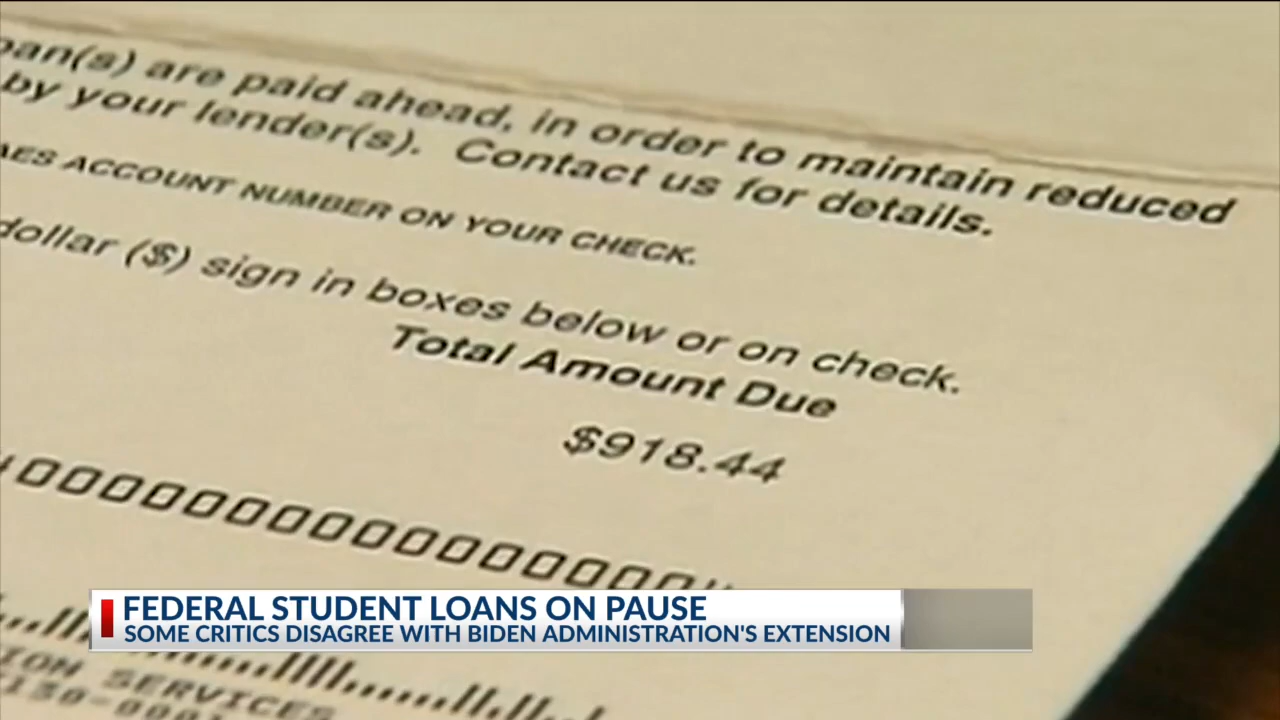 are paid ahead, in order to maintain reduced
by your lender(s). Contact us for details.
AES ACCOUNT NUMBER ON YOUR CHECK.
dollar ($) sign in boxes below or on check.
Total Amount Due
$918.44
FEDERAL STUDENT LOANS ON PAUSE
SOME CRITICS DISAGREE WITH BIDEN ADMINISTRATION'S EXTENSION
SERVICES